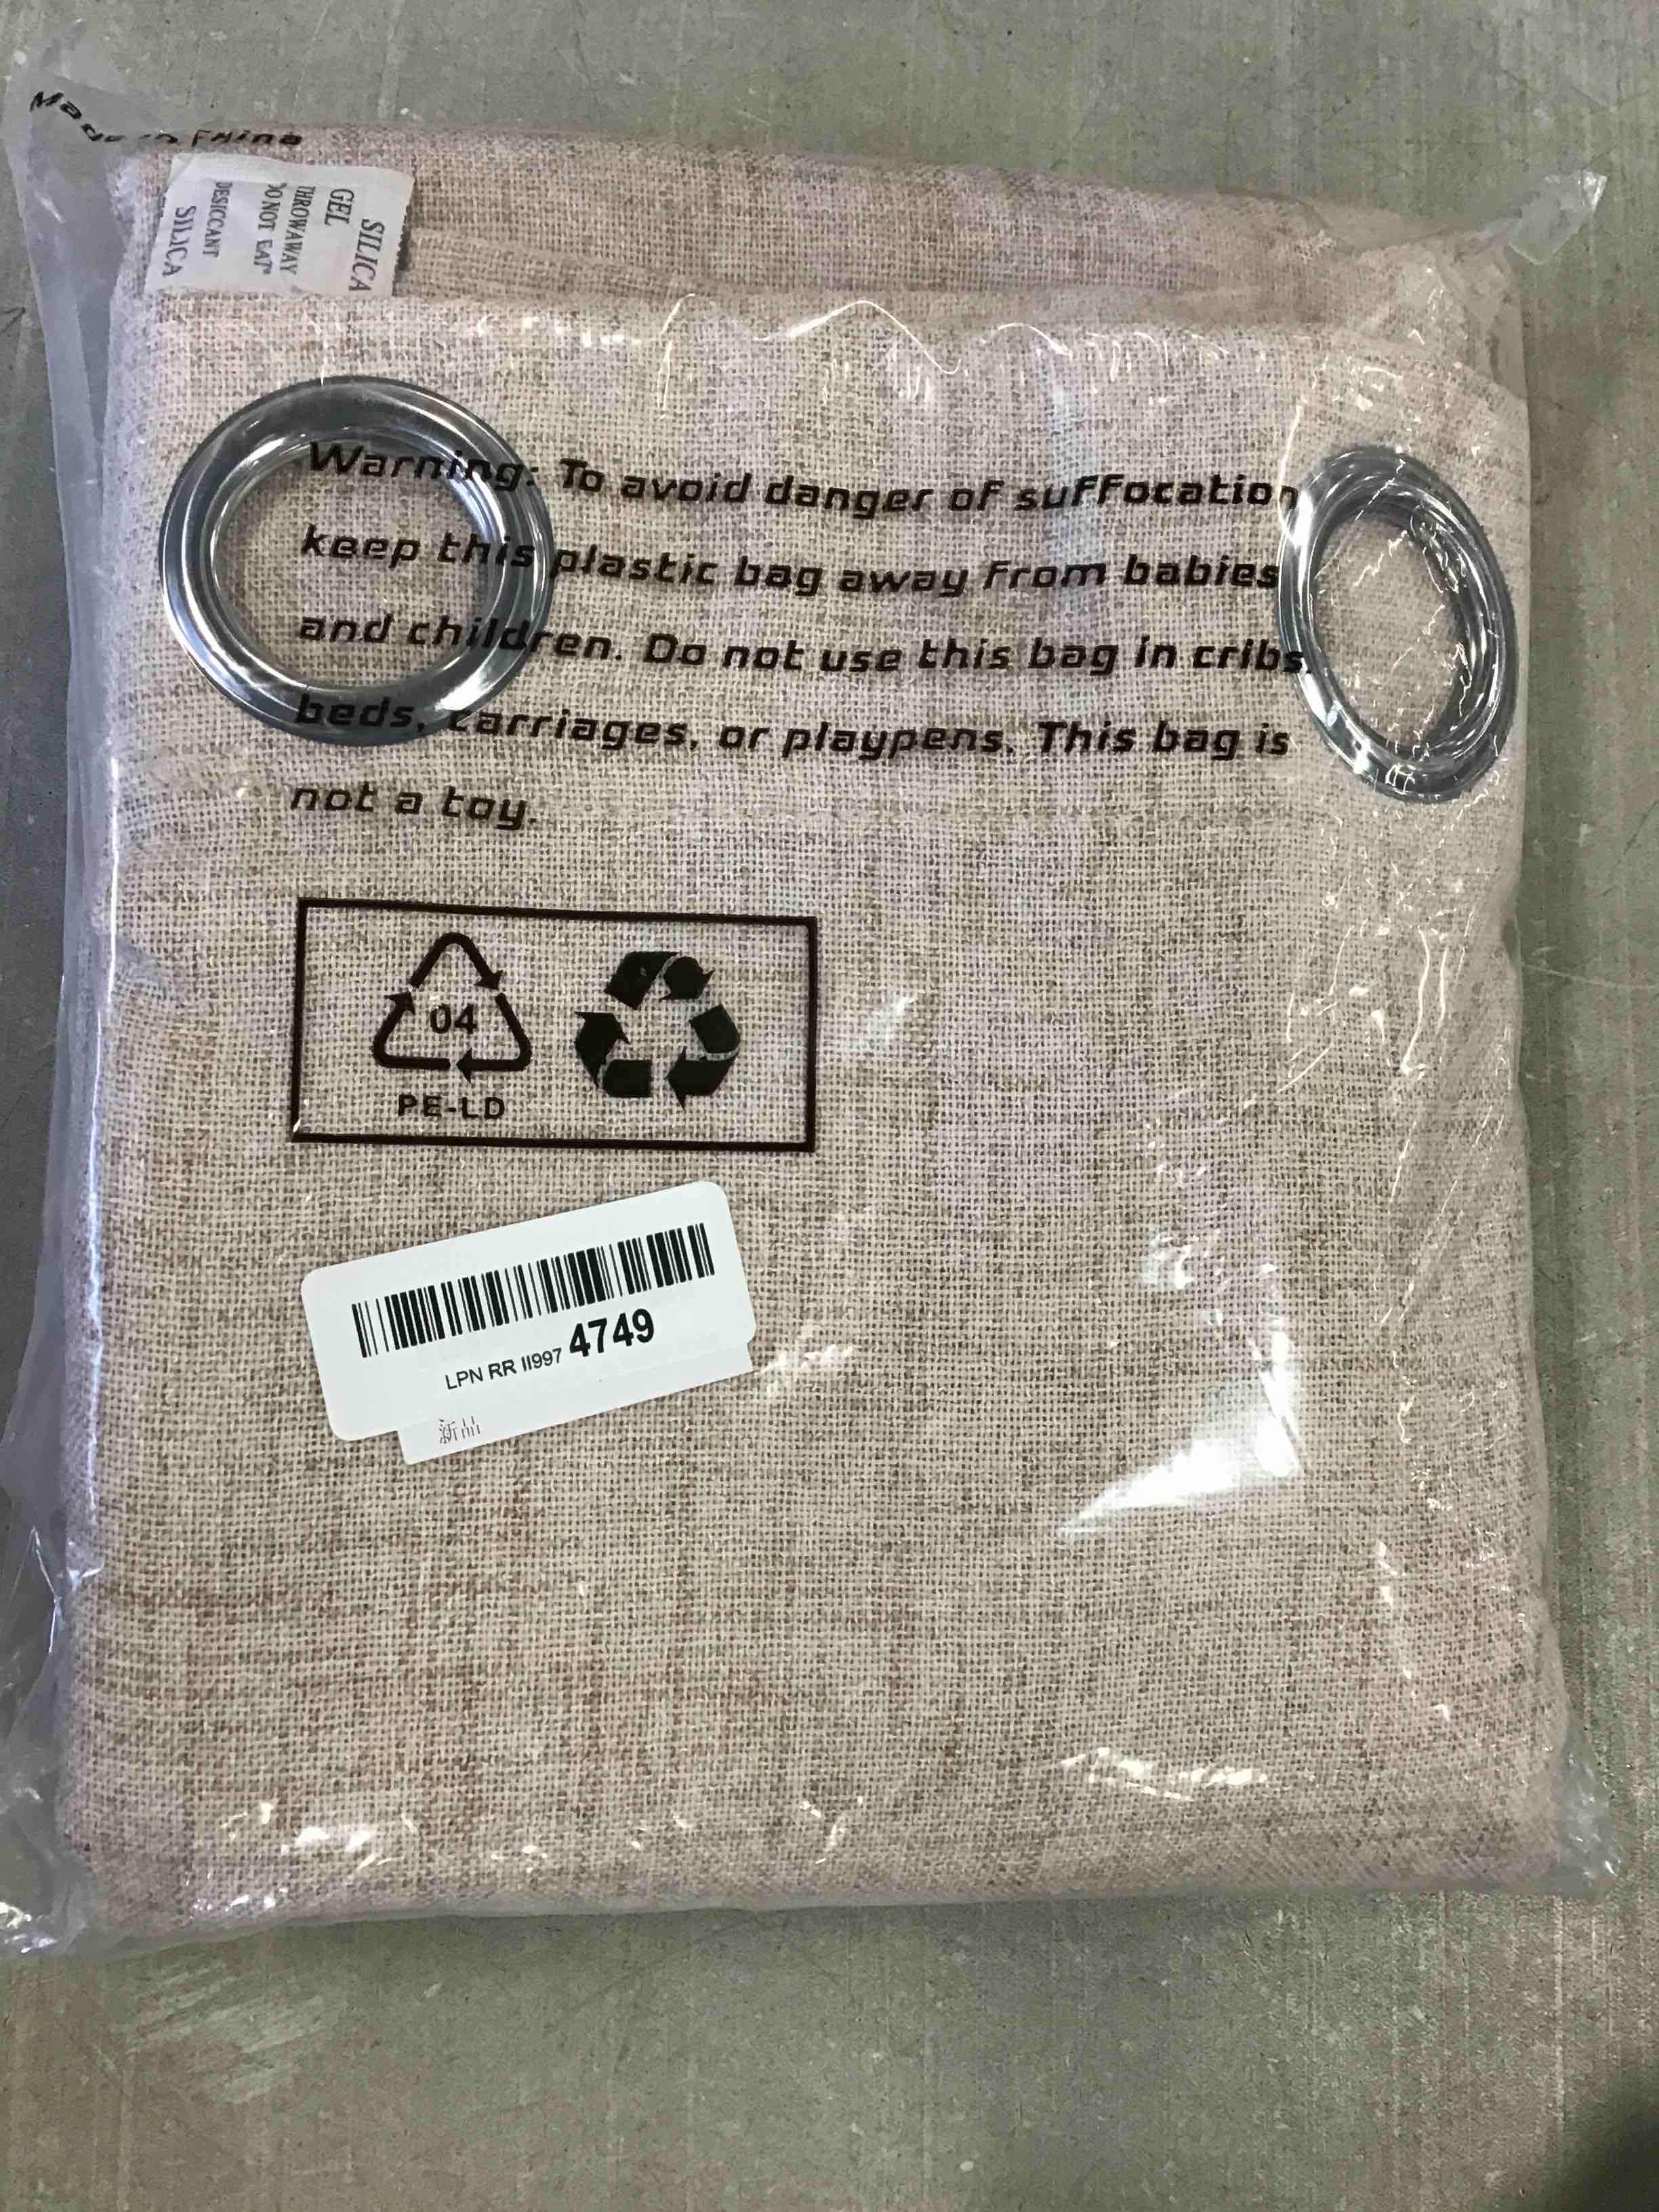 Made in China
SILICA
GEL
THROWAWAY
DO NOT EAT
DESICCANT
SILICA
Warning: To avoid danger of suffocation
keep this plastic bag away from babies
and children. Do not use this bag in cribs,
beds, carriages, or playpens. This bag is
not a toy.
04
PE-LD
LPN RR II997 4749
新品